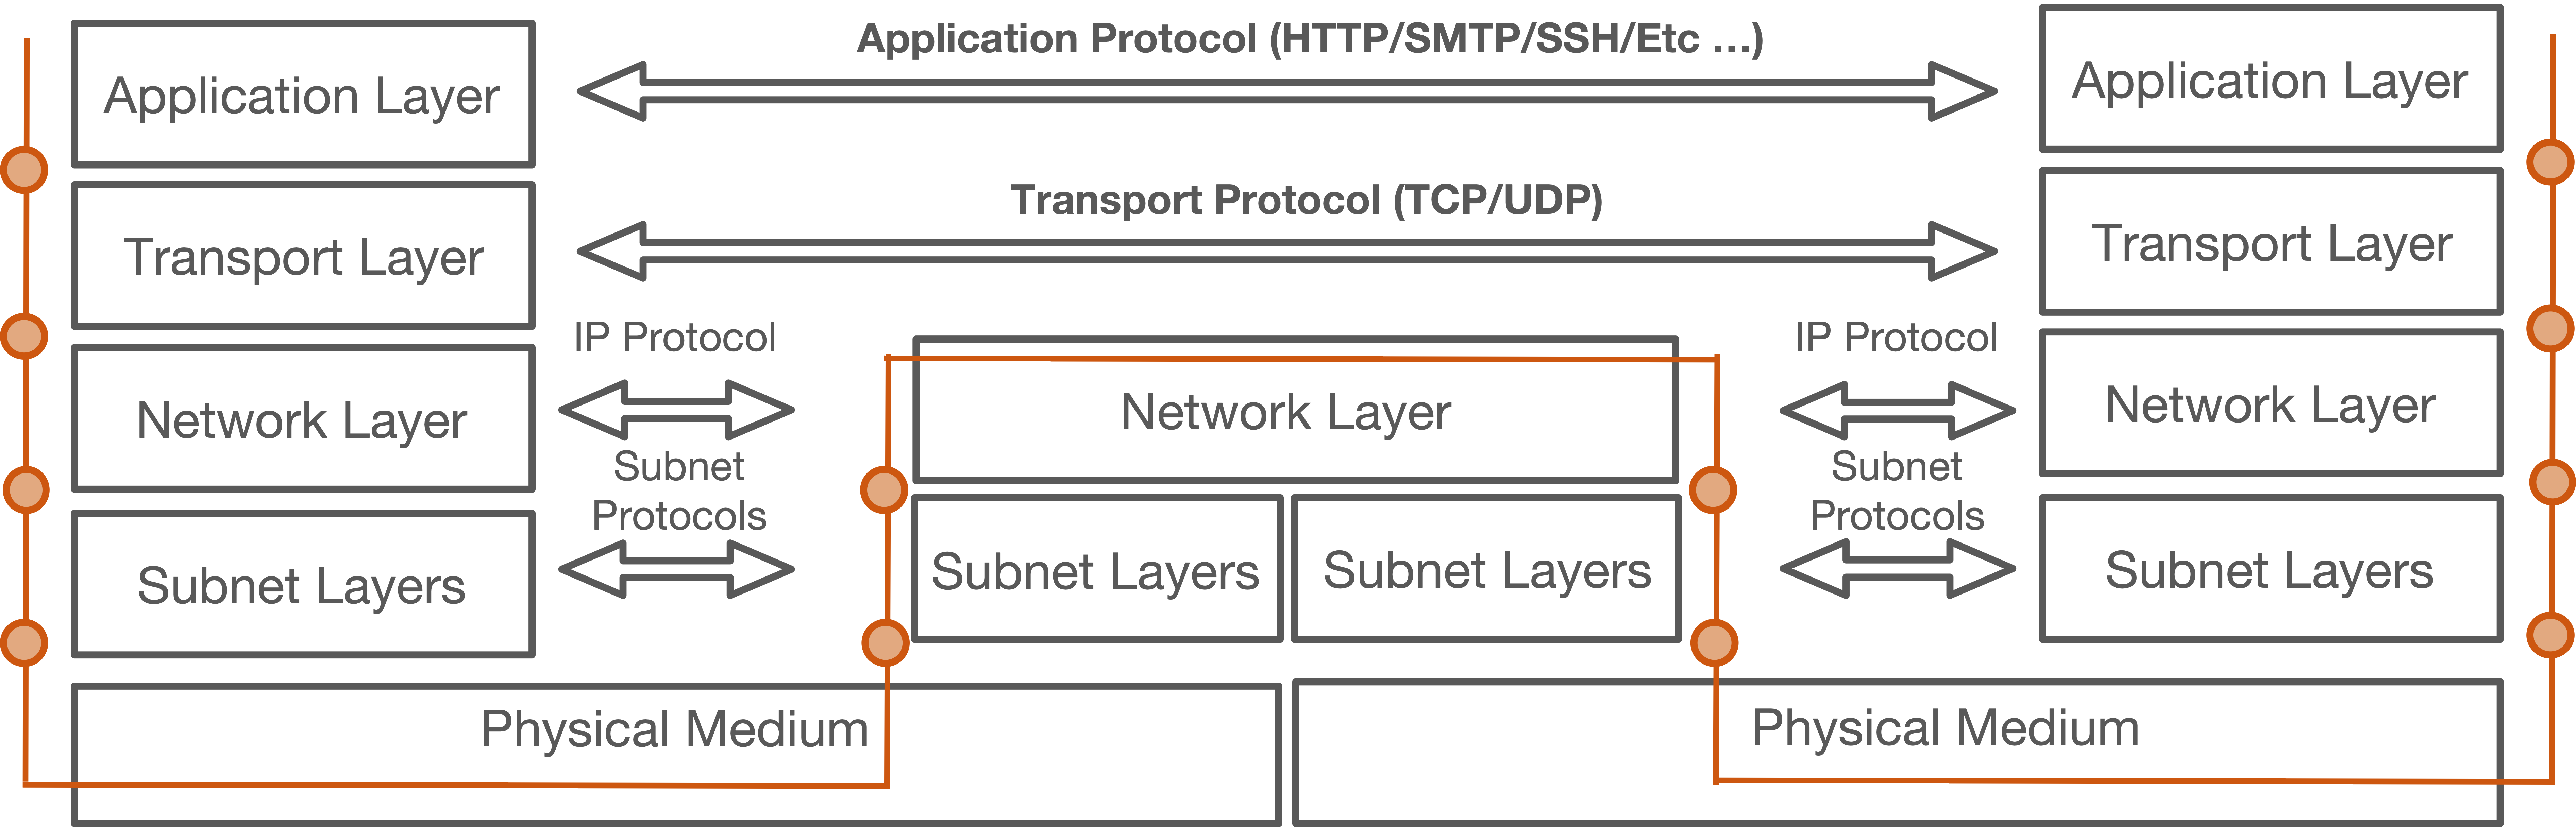 Application Protocol (HTTP/SMTP/SSH/Etc ...)
Application Layer
Application Layer
Transport Protocol (TCP/UDP)
Transport Layer
Transport Layer
IP Protocol
IP Protocol
Network Layer
Network Layer
Network Layer
Subnet
Protocols
Subnet
Protocols
Subnet Layers
Subnet Layers
Subnet Layers
Subnet Layers
Physical Medium
Physical Medium